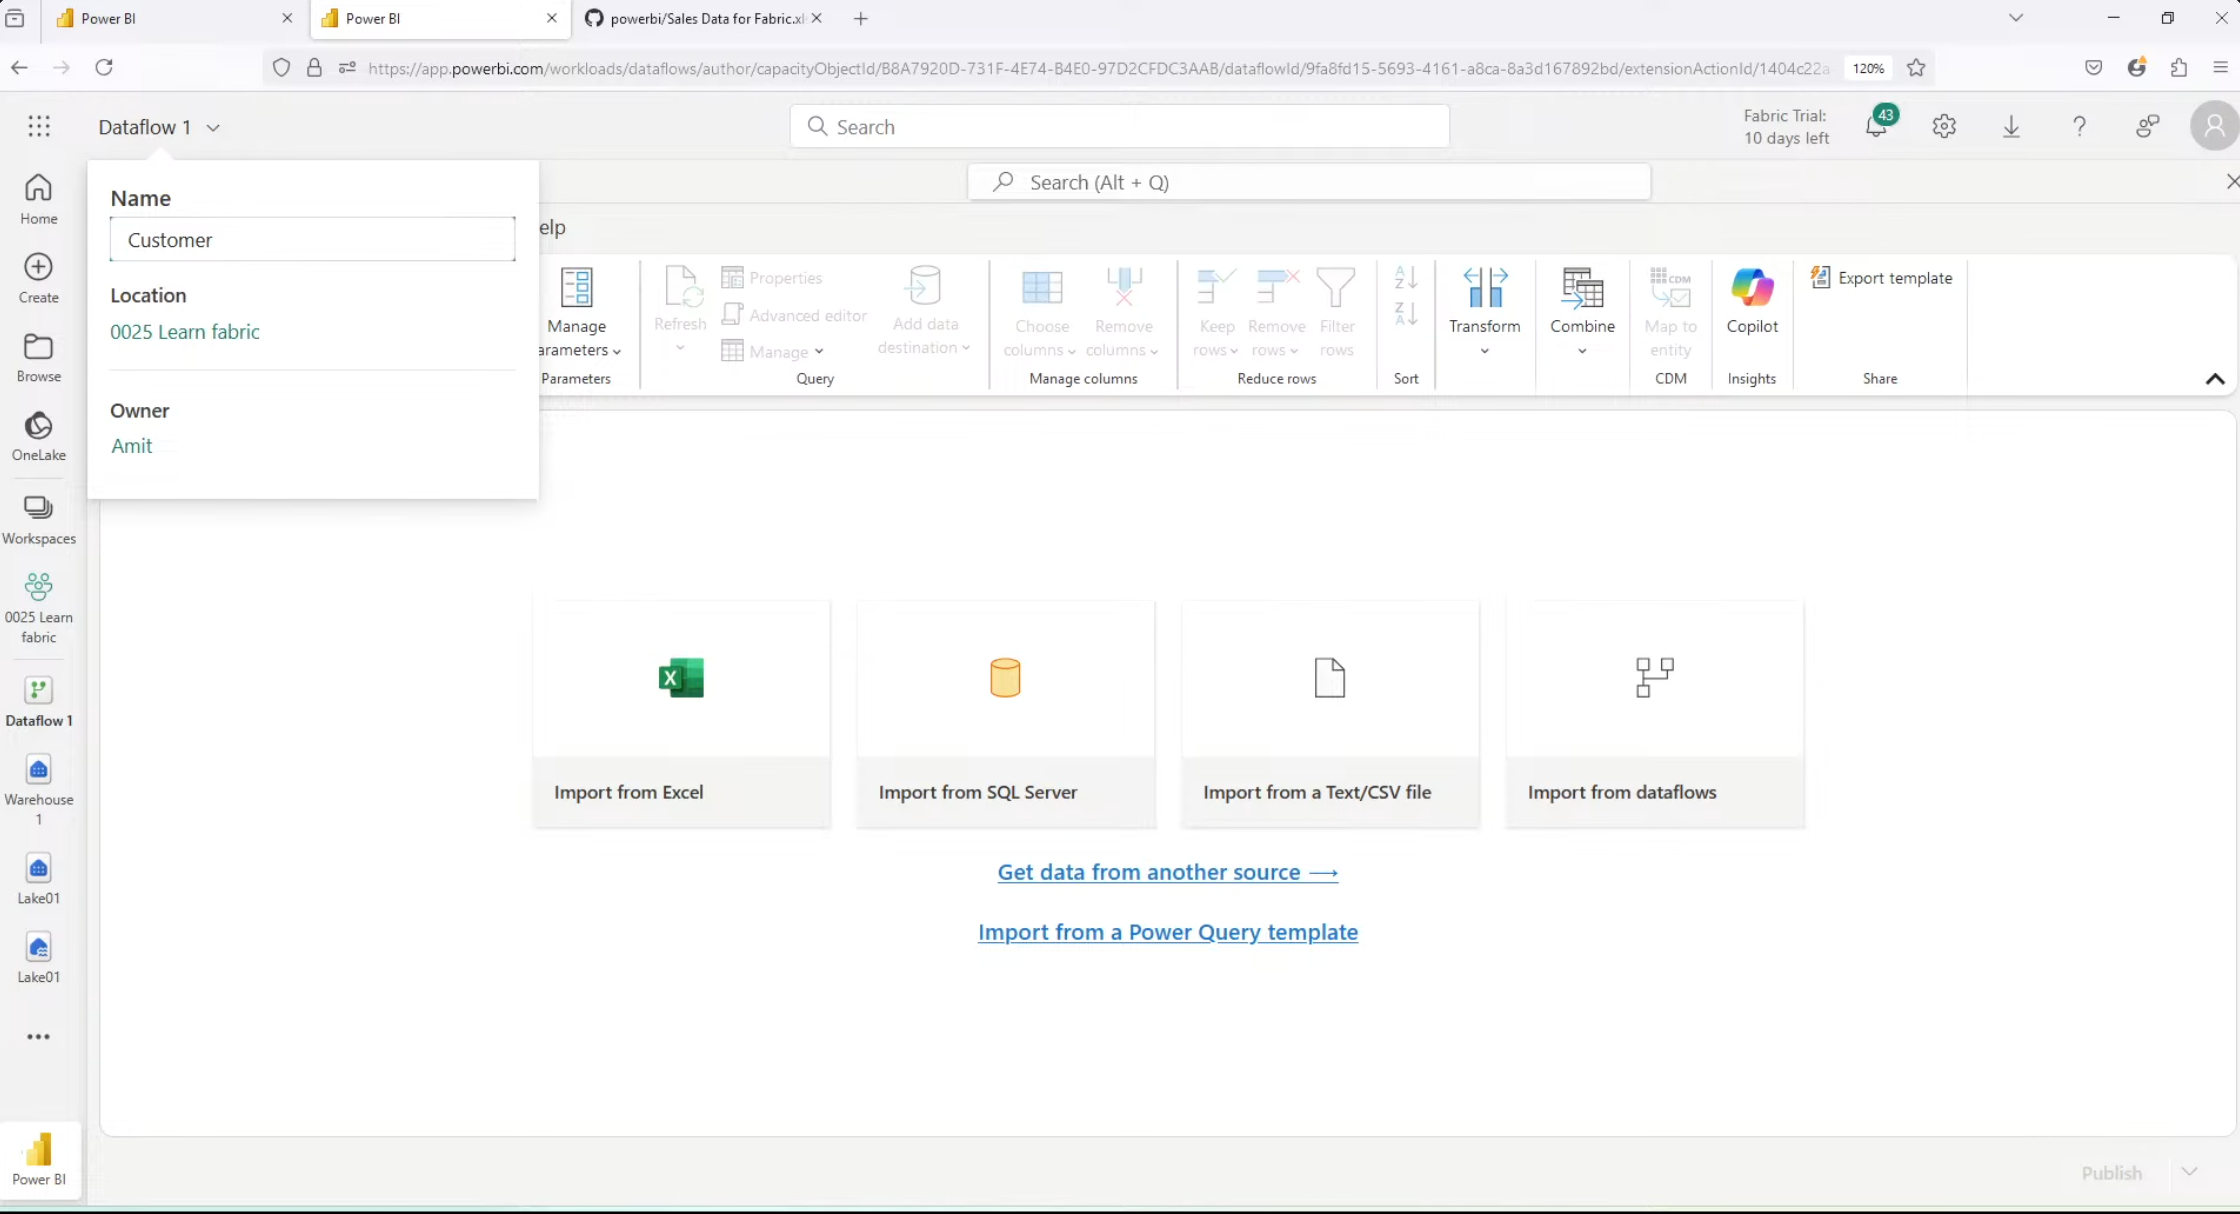 Power BI
Power BI
powerbi/Sales Data for Fabric.xl
https://app.powerbi.com/workloads/dataflows/author/capacityObjectId/B8A7920D-731F-4E74-B4E0-97D2CFDC3AAB/dataflowId/9fa8fd15-5693-4161-a8ca-8a3d167892bd/extensionActionId/1404c22a
120%
Dataflow 1
Search
Fabric Trial:
10 days left
43
Search (Alt + Q)
Home
Create
Browse
OneLake
Workspaces
0025 Learn
fabric
Dataflow 1
Warehouse
1
Lake01
Lake01
Power BI
Name
Customer
Location
0025 Learn fabric
Owner
Amit
elp
Manage
arameters
Parameters
Refresh
Properties
Advanced editor
Manage
Add data
destination
Query
Choose
columns
Remove
columns
Manage columns
Keep
rows
Remove
rows
Filter
rows
Reduce rows
A
Z
Z
A
Sort
Transform
Combine
CDM
Map to
entity
CDM
Copilot
Insights
Export template
Share
Import from Excel
Import from SQL Server
Import from a Text/CSV file
Import from dataflows
Get data from another source
Import from a Power Query template
Publish